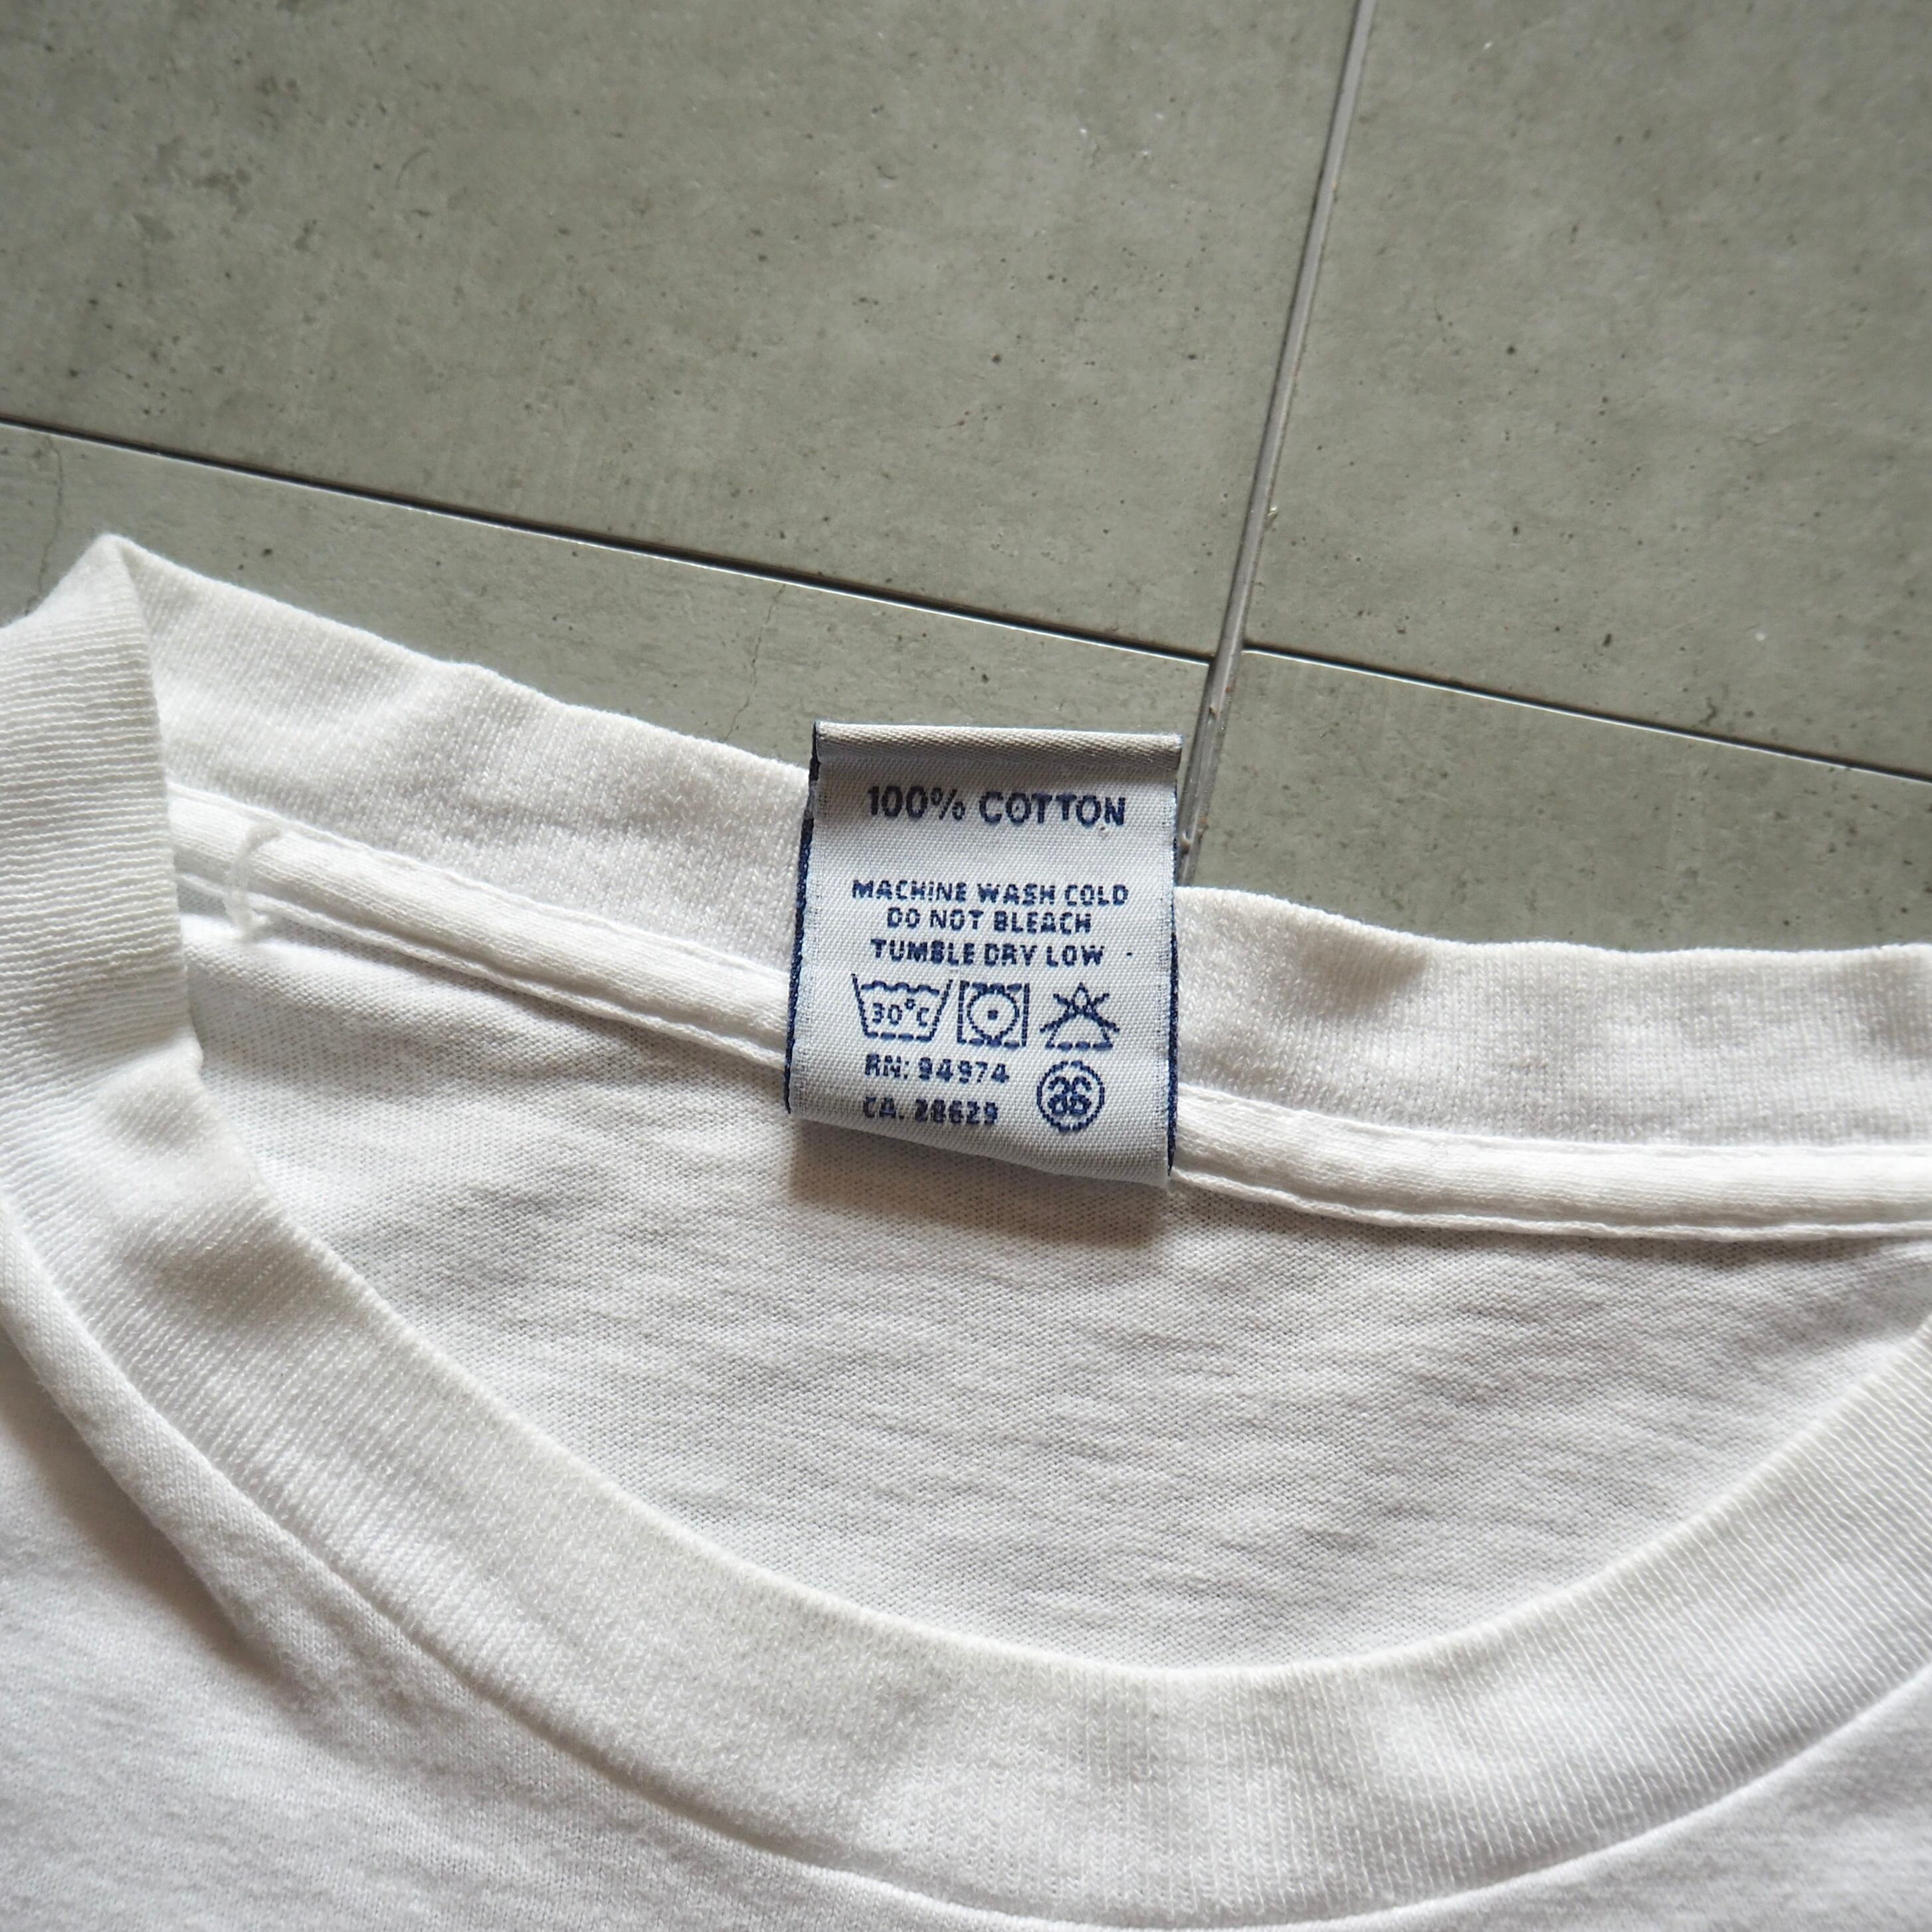 100% COTTON
MACHINE WASH COLD
DO NOT BLEACH
TUMBLE DRY LOW
30°C
RN: 94974
CA. 28629